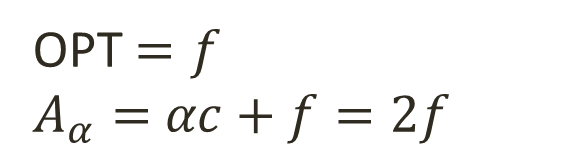 OPT = 𝑓
𝐴_𝛼 = 𝛼𝑐 + 𝑓 = 2𝑓